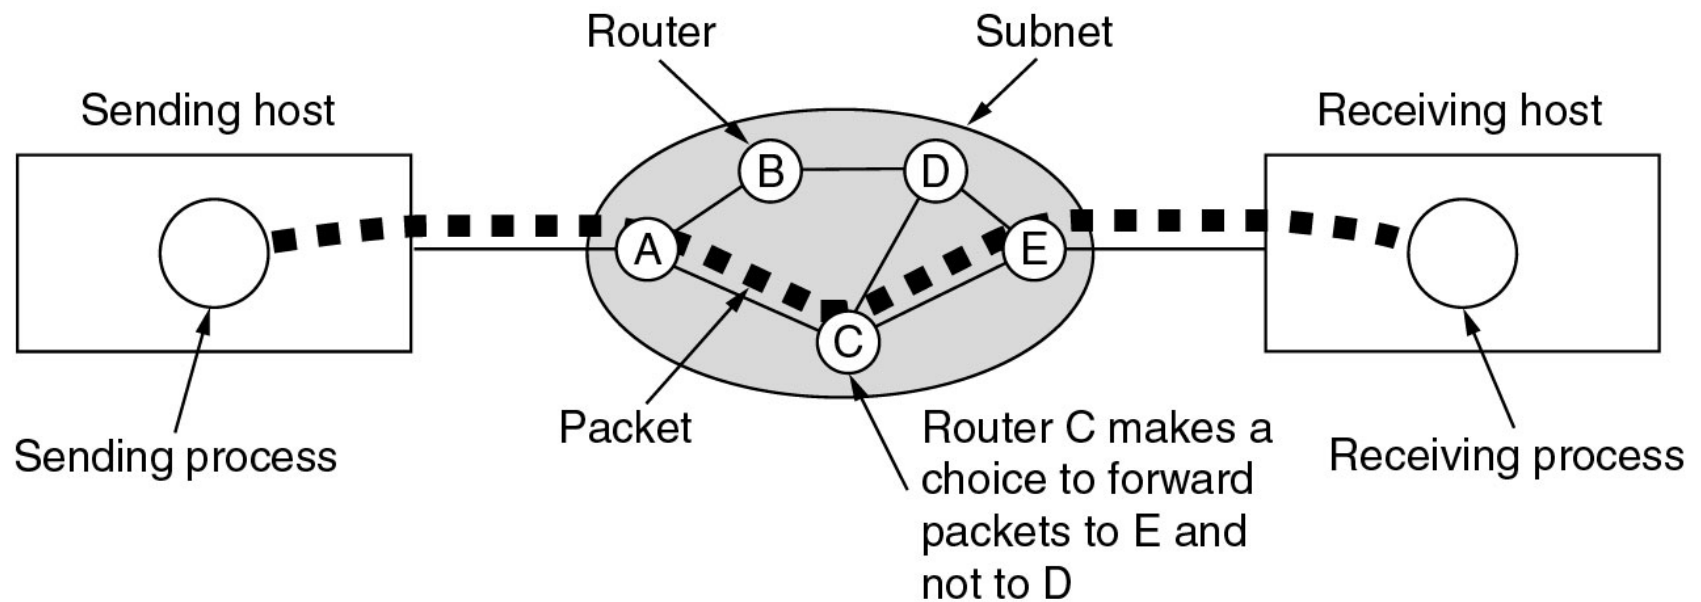 Router
Subnet
Sending host
Receiving host
B
D
A
E
C
Packet
Sending process
Router C makes a
choice to forward
packets to E and
not to D
Receiving process